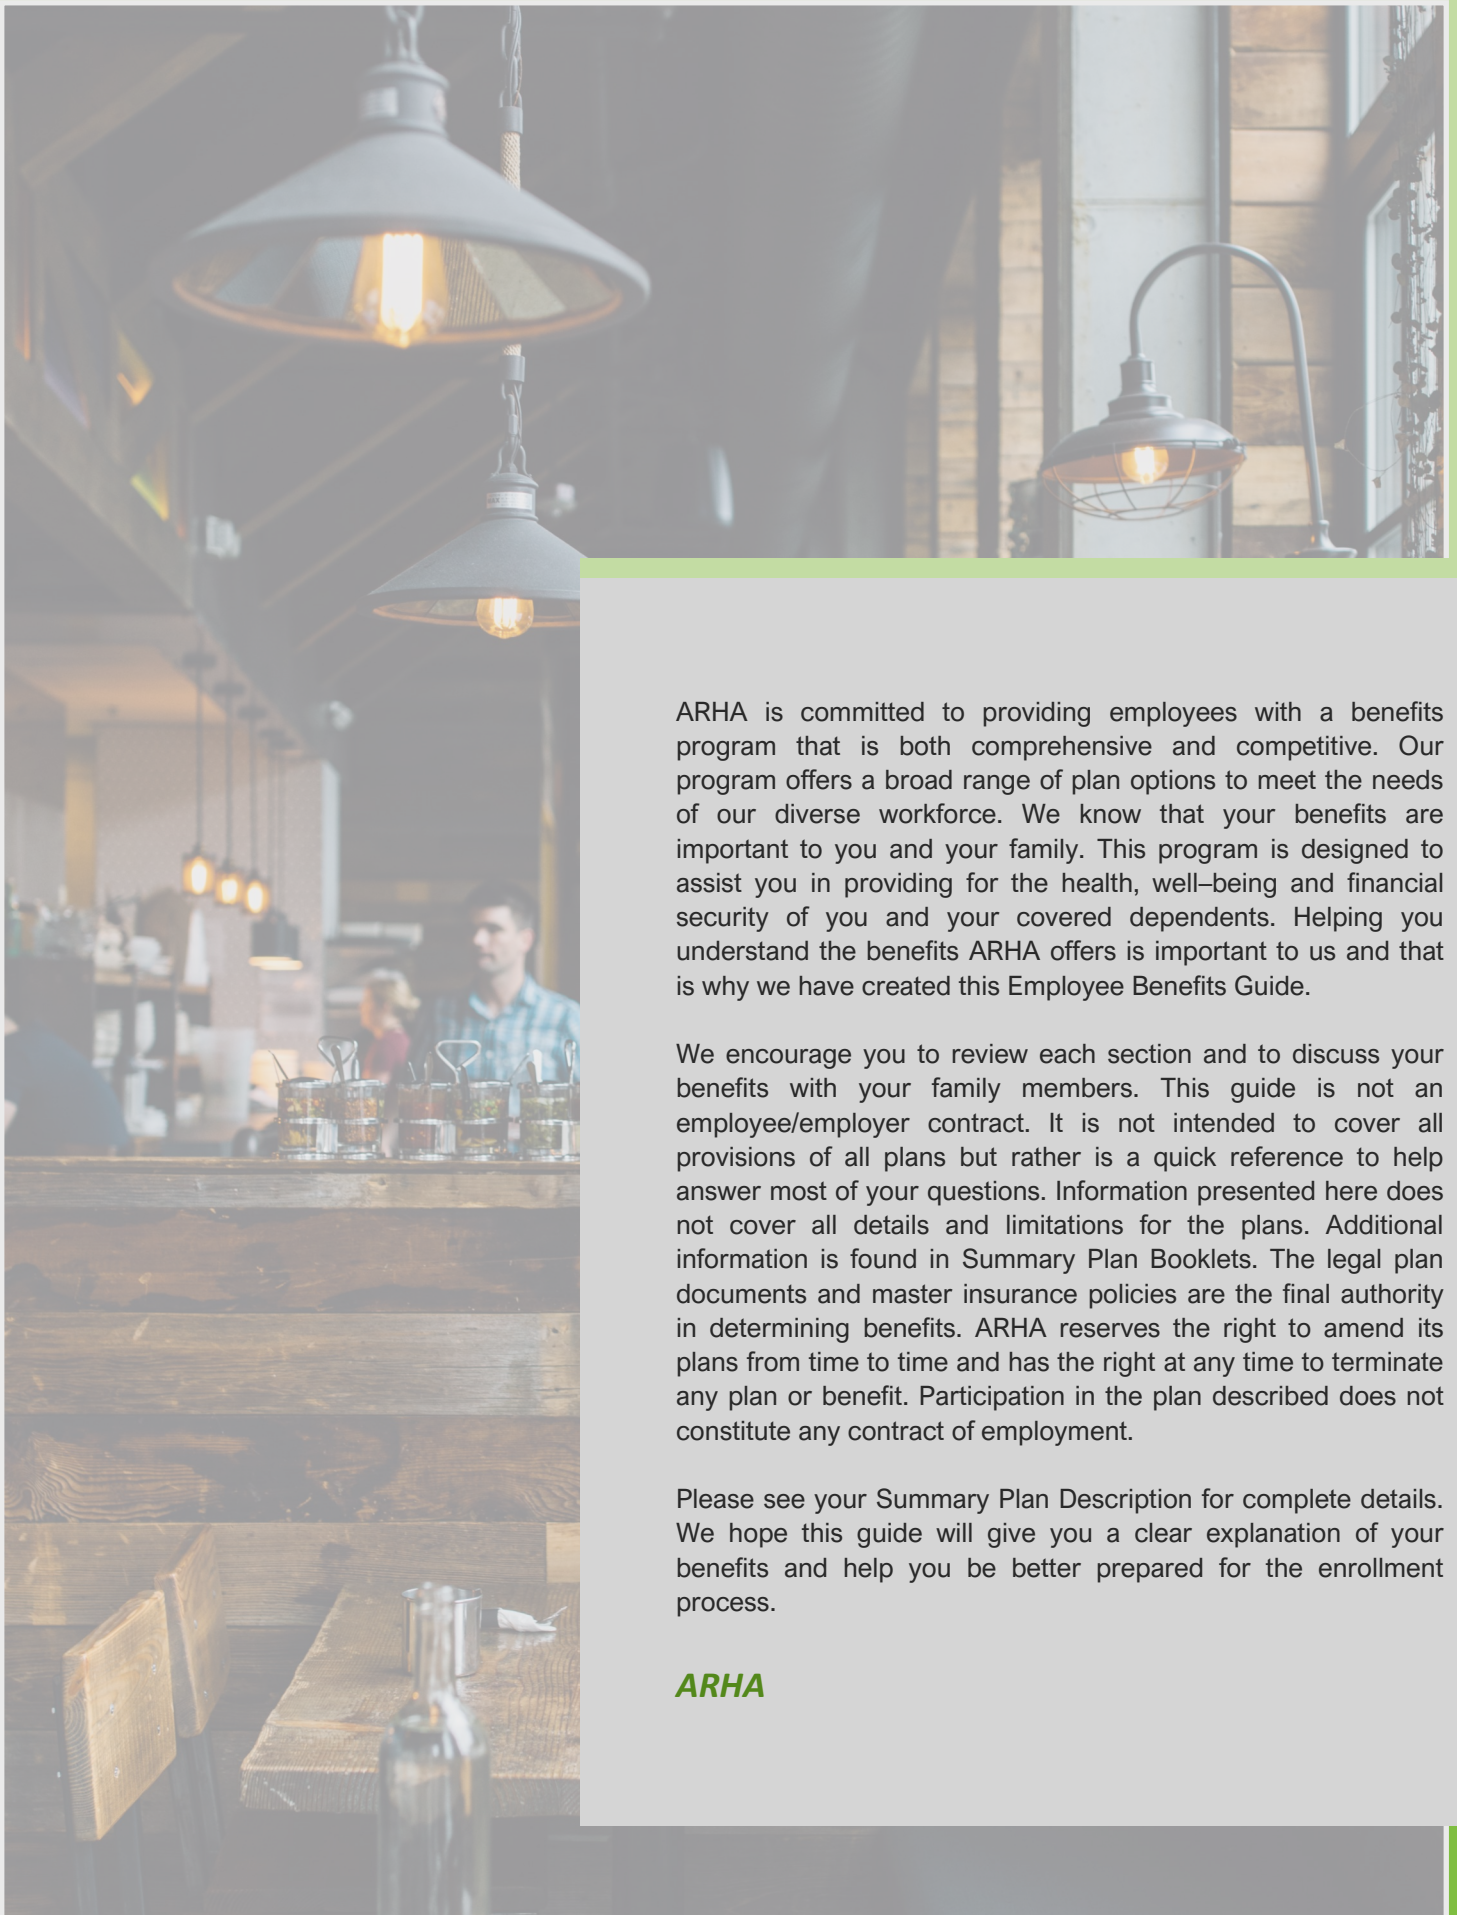 ARHA is committed to providing employees with a benefits
program that is both comprehensive and competitive. Our
program offers a broad range of plan options to meet the needs
of our diverse workforce. We know that your benefits are
important to you and your family. This program is designed to
assist you in providing for the health, well–being and financial
security of you and your covered dependents. Helping you
understand the benefits ARHA offers is important to us and that
is why we have created this Employee Benefits Guide.
We encourage you to review each section and to discuss your
benefits with your family members. This guide is not an
employee/employer contract. It is not intended to cover all
provisions of all plans but rather is a quick reference to help
answer most of your questions. Information presented here does
not cover all details and limitations for the plans. Additional
information is found in Summary Plan Booklets. The legal plan
documents and master insurance policies are the final authority
in determining benefits. ARHA reserves the right to amend its
plans from time to time and has the right at any time to terminate
any plan or benefit. Participation in the plan described does not
constitute any contract of employment.
Please see your Summary Plan Description for complete details.
We hope this guide will give you a clear explanation of your
benefits and help you be better prepared for the enrollment
process.
ARHA